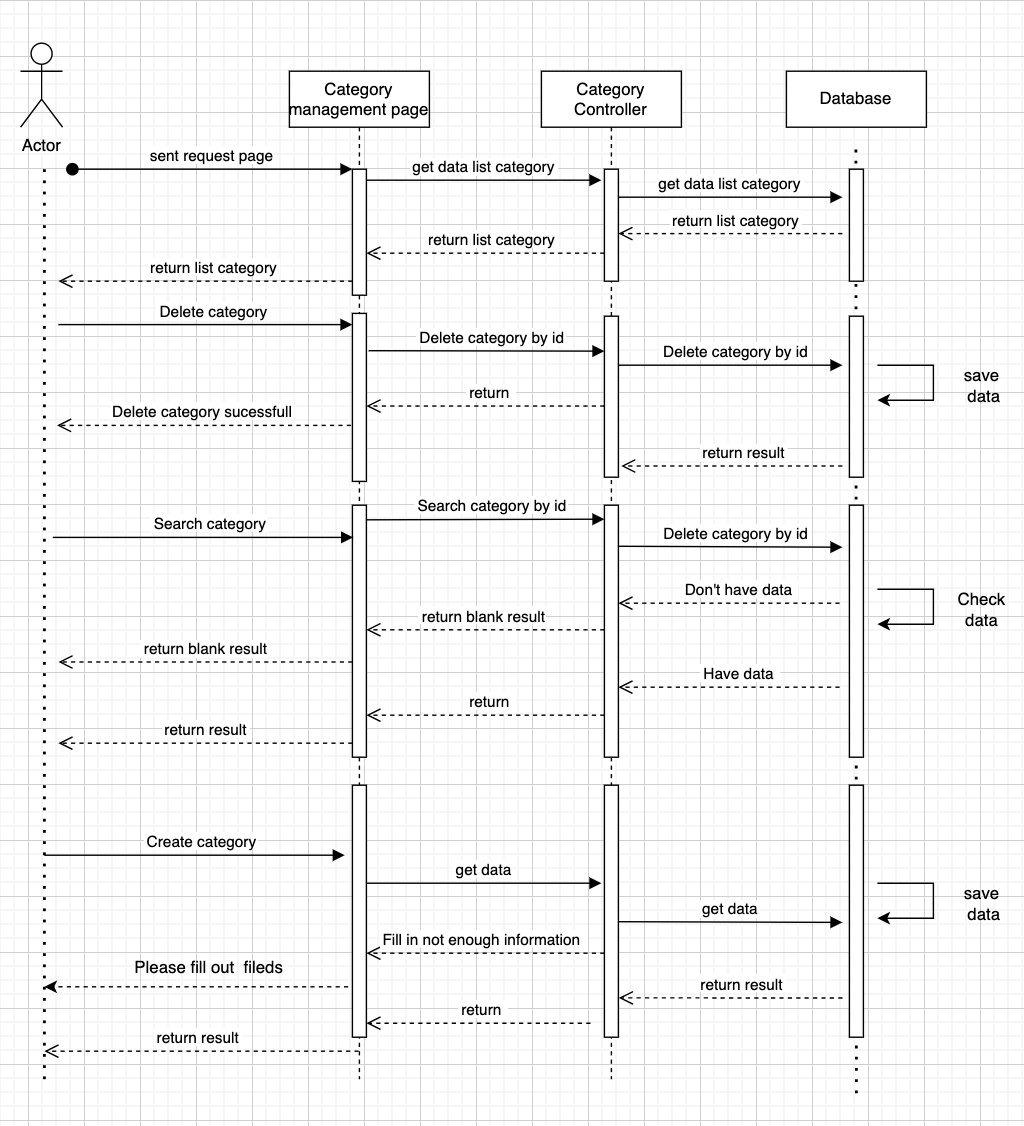 Category
management page
Category
Controller
Database
Actor
sent request page
get data list category
get data list category
return list category
return list category
return list category
Delete category
Delete category by id
Delete category by id
save
data
return
Delete category sucessfull
return result
Search category by id
Search category
Delete category by id
Don't have data
Check
data
return blank result
return blank result
Have data
return
return result
Create category
get data
save
data
get data
Fill in not enough information
Please fill out fileds
return result
return
return result